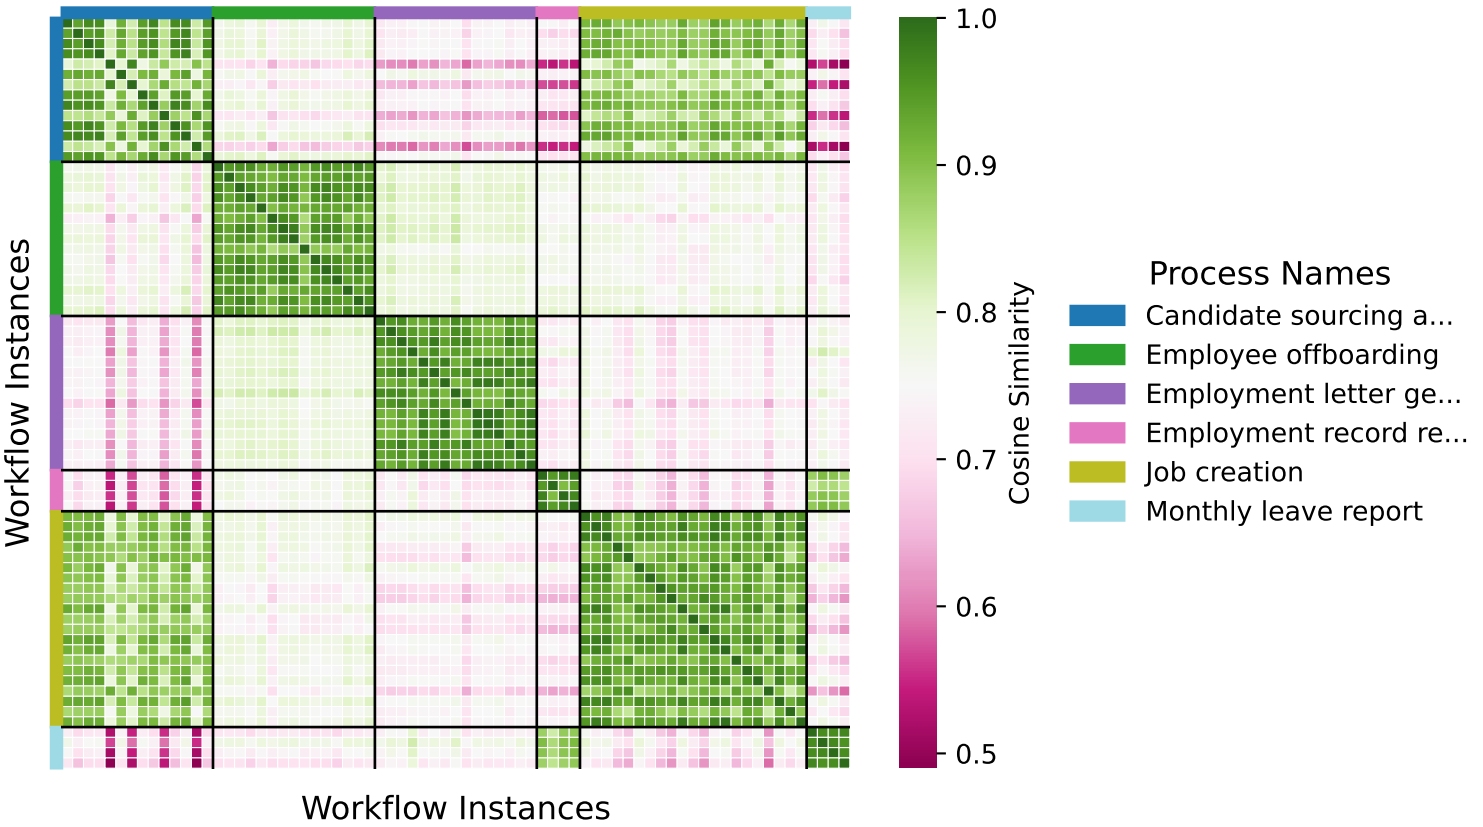 Workflow Instances
Workflow Instances
1.0
0.9
0.8
0.7
0.6
0.5
Cosine Similarity
Process Names
Candidate sourcing a...
Employee offboarding
Employment letter ge...
Employment record re...
Job creation
Monthly leave report